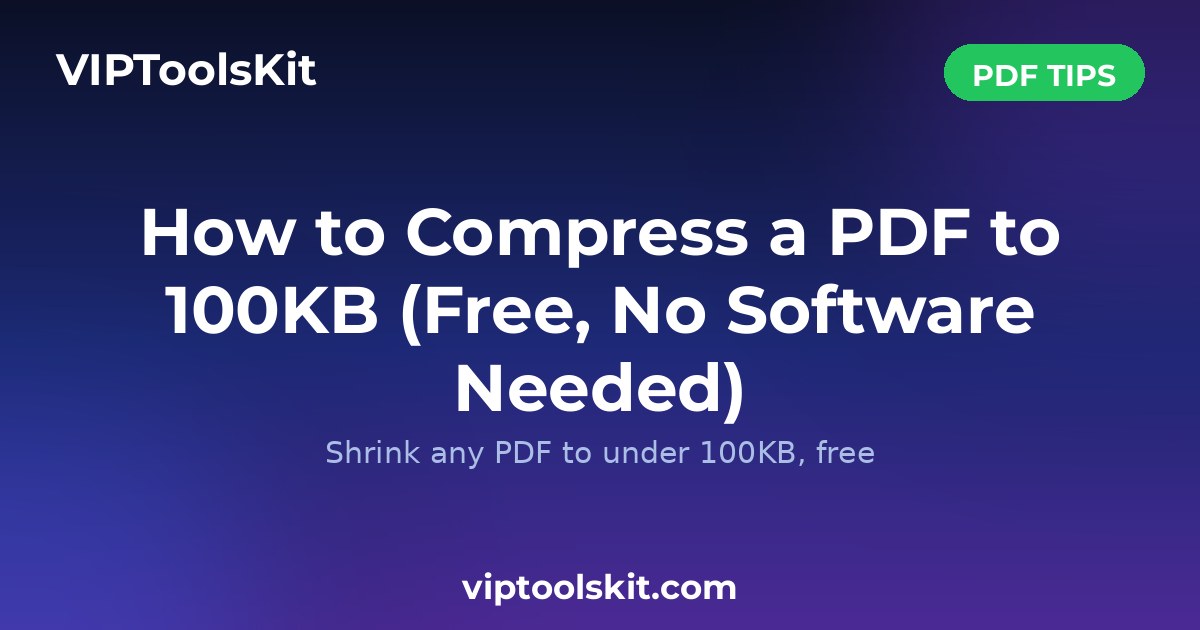 VIPToolsKit
PDF TIPS
How to Compress a PDF to
100KB (Free, No Software
Needed)
Shrink any PDF to under 100KB, free
viptoolskit.com